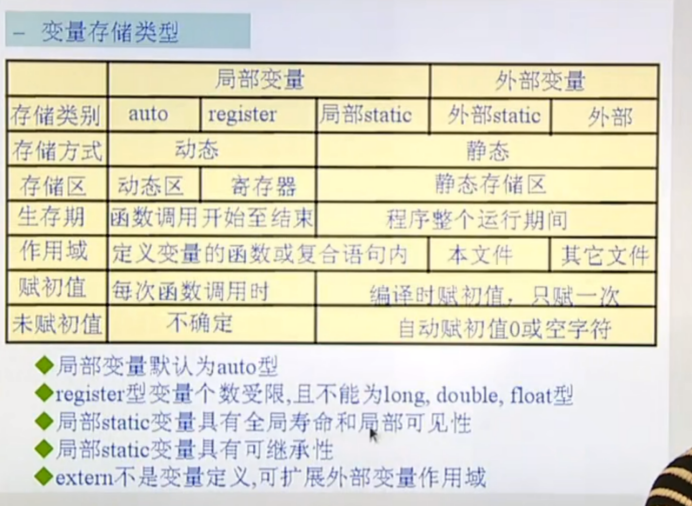 – 变量存储类型
局部变量 外部变量
存储类别 auto register 局部static 外部static 外部
存储方式 动态 静态
存储区 动态区 寄存器 静态存储区
生存期 函数调用开始至结束 程序整个运行期间
作用域 定义变量的函数或复合语句内 本文件 其它文件
赋初值 每次函数调用时 编译时赋初值，只赋一次
未赋初值 不确定 自动赋初值0或空字符
◆局部变量默认为auto型
◆register型变量个数受限,且不能为long, double, float型
◆局部static变量具有全局寿命和局部可见性
◆局部static变量具有可继承性
◆extern不是变量定义,可扩展外部变量作用域